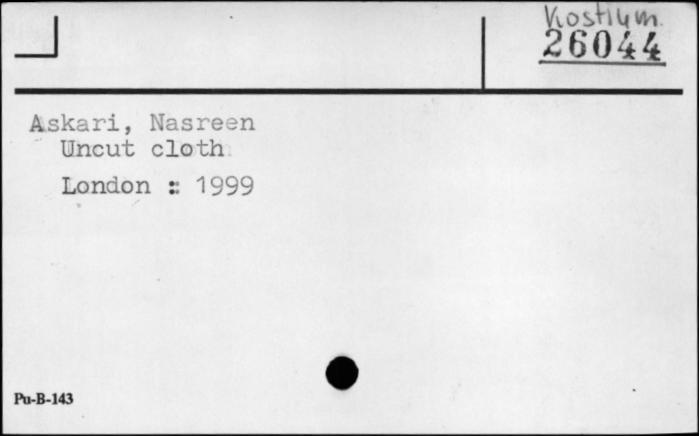 Kostüm.
26044
Askari, Nasreen
Uncut cloth
London : 1999
Pu-B-143